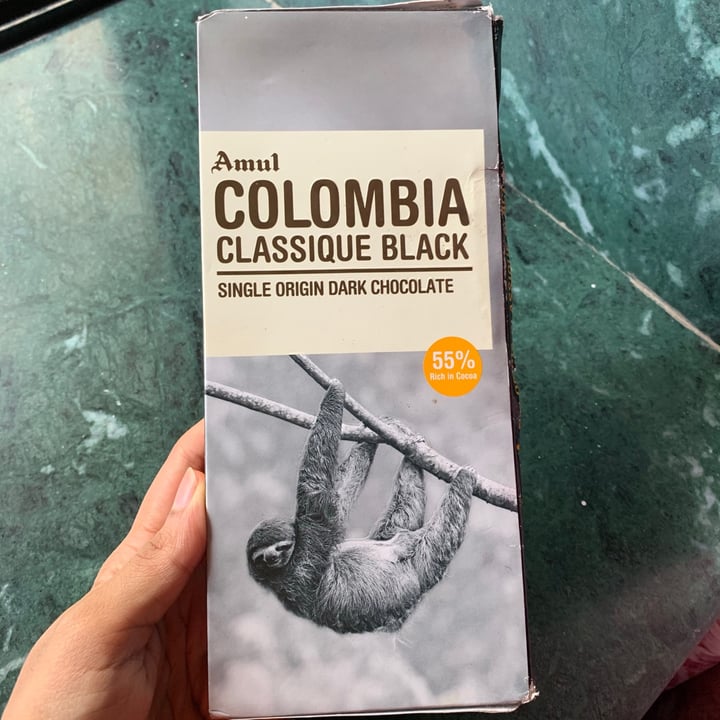 Amul
COLOMBIA
CLASSIQUE BLACK
SINGLE ORIGIN DARK CHOCOLATE
55%
Rich in Cocoa